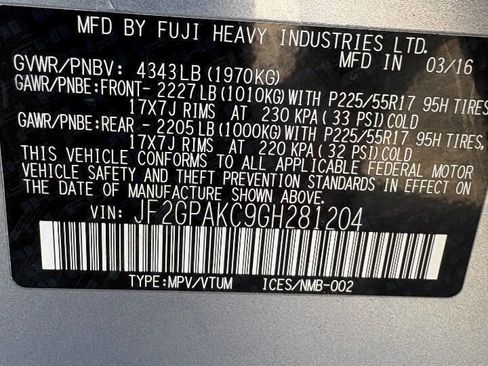 MFD BY FUJI HEAVY INDUSTRIES LTD.
GVWR/PNBV: 4343LB(1970KG) MFD IN 03/16
GAWR/PNBE:FRONT- 2227LB(1010KG)WITH P225/55R17 95H TIRES,
17X7J RIMS AT 230 KPA(33 PSI)COLD
GAWR/PNBE:REAR - 2205LB(1000KG)WITH P225/55R17 95H TIRES,
17X7J RIMS AT 220 KPA(32 PSI)COLD
THIS VEHICLE CONFORMS TO ALL APPLICABLE FEDERAL MOTOR
VEHICLE SAFETY AND THEFT PREVENTION STANDARDS IN EFFECT ON
THE DATE OF MANUFACTURE SHOWN ABOVE.
VIN: JF2GPAKC9GH281204
TYPE:MPV/VTUM ICES/NMB-002